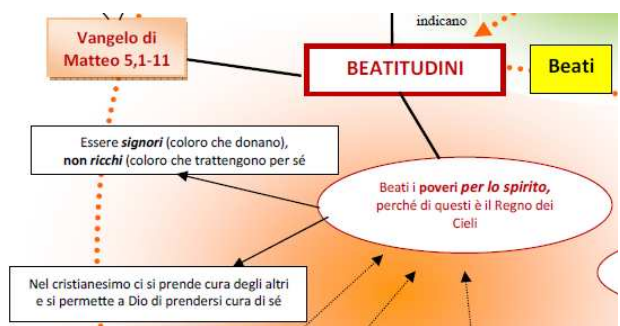 indicano
Vangelo di
Matteo 5,1-11
BEATITUDINI
Beati
Essere signori (coloro che donano),
non ricchi (coloro che trattengono per sé
Beati i poveri per lo spirito,
perché di questi è il Regno dei
Cieli
Nel cristianesimo ci si prende cura degli altri
e si permette a Dio di prendersi cura di sé